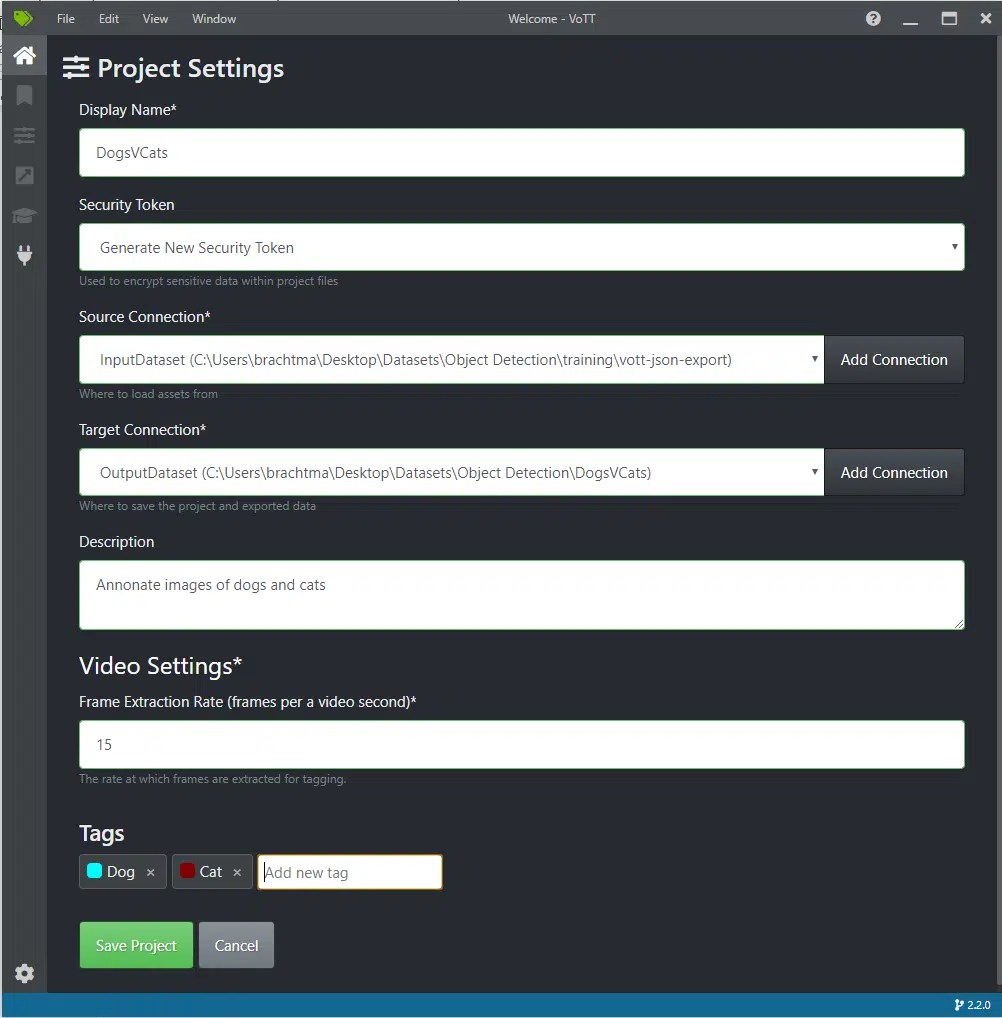 File Edit View Window Welcome - VoTT
Project Settings
Display Name*
DogsVCats
Security Token
Generate New Security Token
Used to encrypt sensitive data within project files
Source Connection*
InputDataset (C:\Users\brachtma\Desktop\Datasets\Object Detection\training\vott-json-export) Add Connection
Where to load assets from
Target Connection*
OutputDataset (C:\Users\brachtma\Desktop\Datasets\Object Detection\DogsVCats) Add Connection
Where to save the project and exported data
Description
Annonate images of dogs and cats
Video Settings*
Frame Extraction Rate (frames per a video second)*
15
The rate at which frames are extracted for tagging.
Tags
Dog × Cat × Add new tag
Save Project Cancel
2.2.0